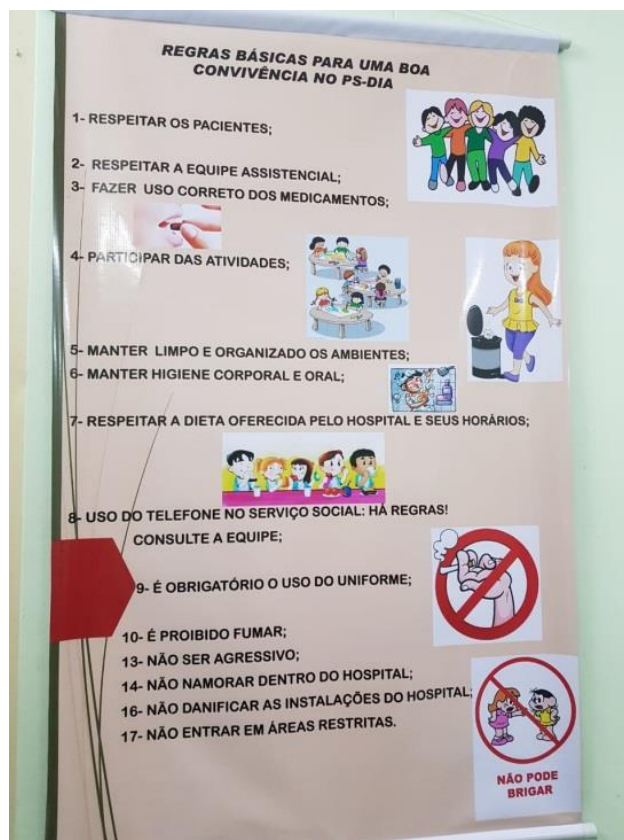 REGRAS BÁSICAS PARA UMA BOA
CONVIVÊNCIA NO PS-DIA
1- RESPEITAR OS PACIENTES;
2- RESPEITAR A EQUIPE ASSISTENCIAL;
3- FAZER USO CORRETO DOS MEDICAMENTOS;
4- PARTICIPAR DAS ATIVIDADES;
5- MANTER LIMPO E ORGANIZADO OS AMBIENTES;
6- MANTER HIGIENE CORPORAL E ORAL;
7- RESPEITAR A DIETA OFERECIDA PELO HOSPITAL E SEUS HORÁRIOS;
8- USO DO TELEFONE NO SERVIÇO SOCIAL: HÁ REGRAS!
CONSULTE A EQUIPE;
9- É OBRIGATÓRIO O USO DO UNIFORME;
10- É PROIBIDO FUMAR;
13- NÃO SER AGRESSIVO;
14- NÃO NAMORAR DENTRO DO HOSPITAL;
16- NÃO DANIFICAR AS INSTALAÇÕES DO HOSPITAL;
17- NÃO ENTRAR EM ÁREAS RESTRITAS.
NÃO PODE
BRIGAR